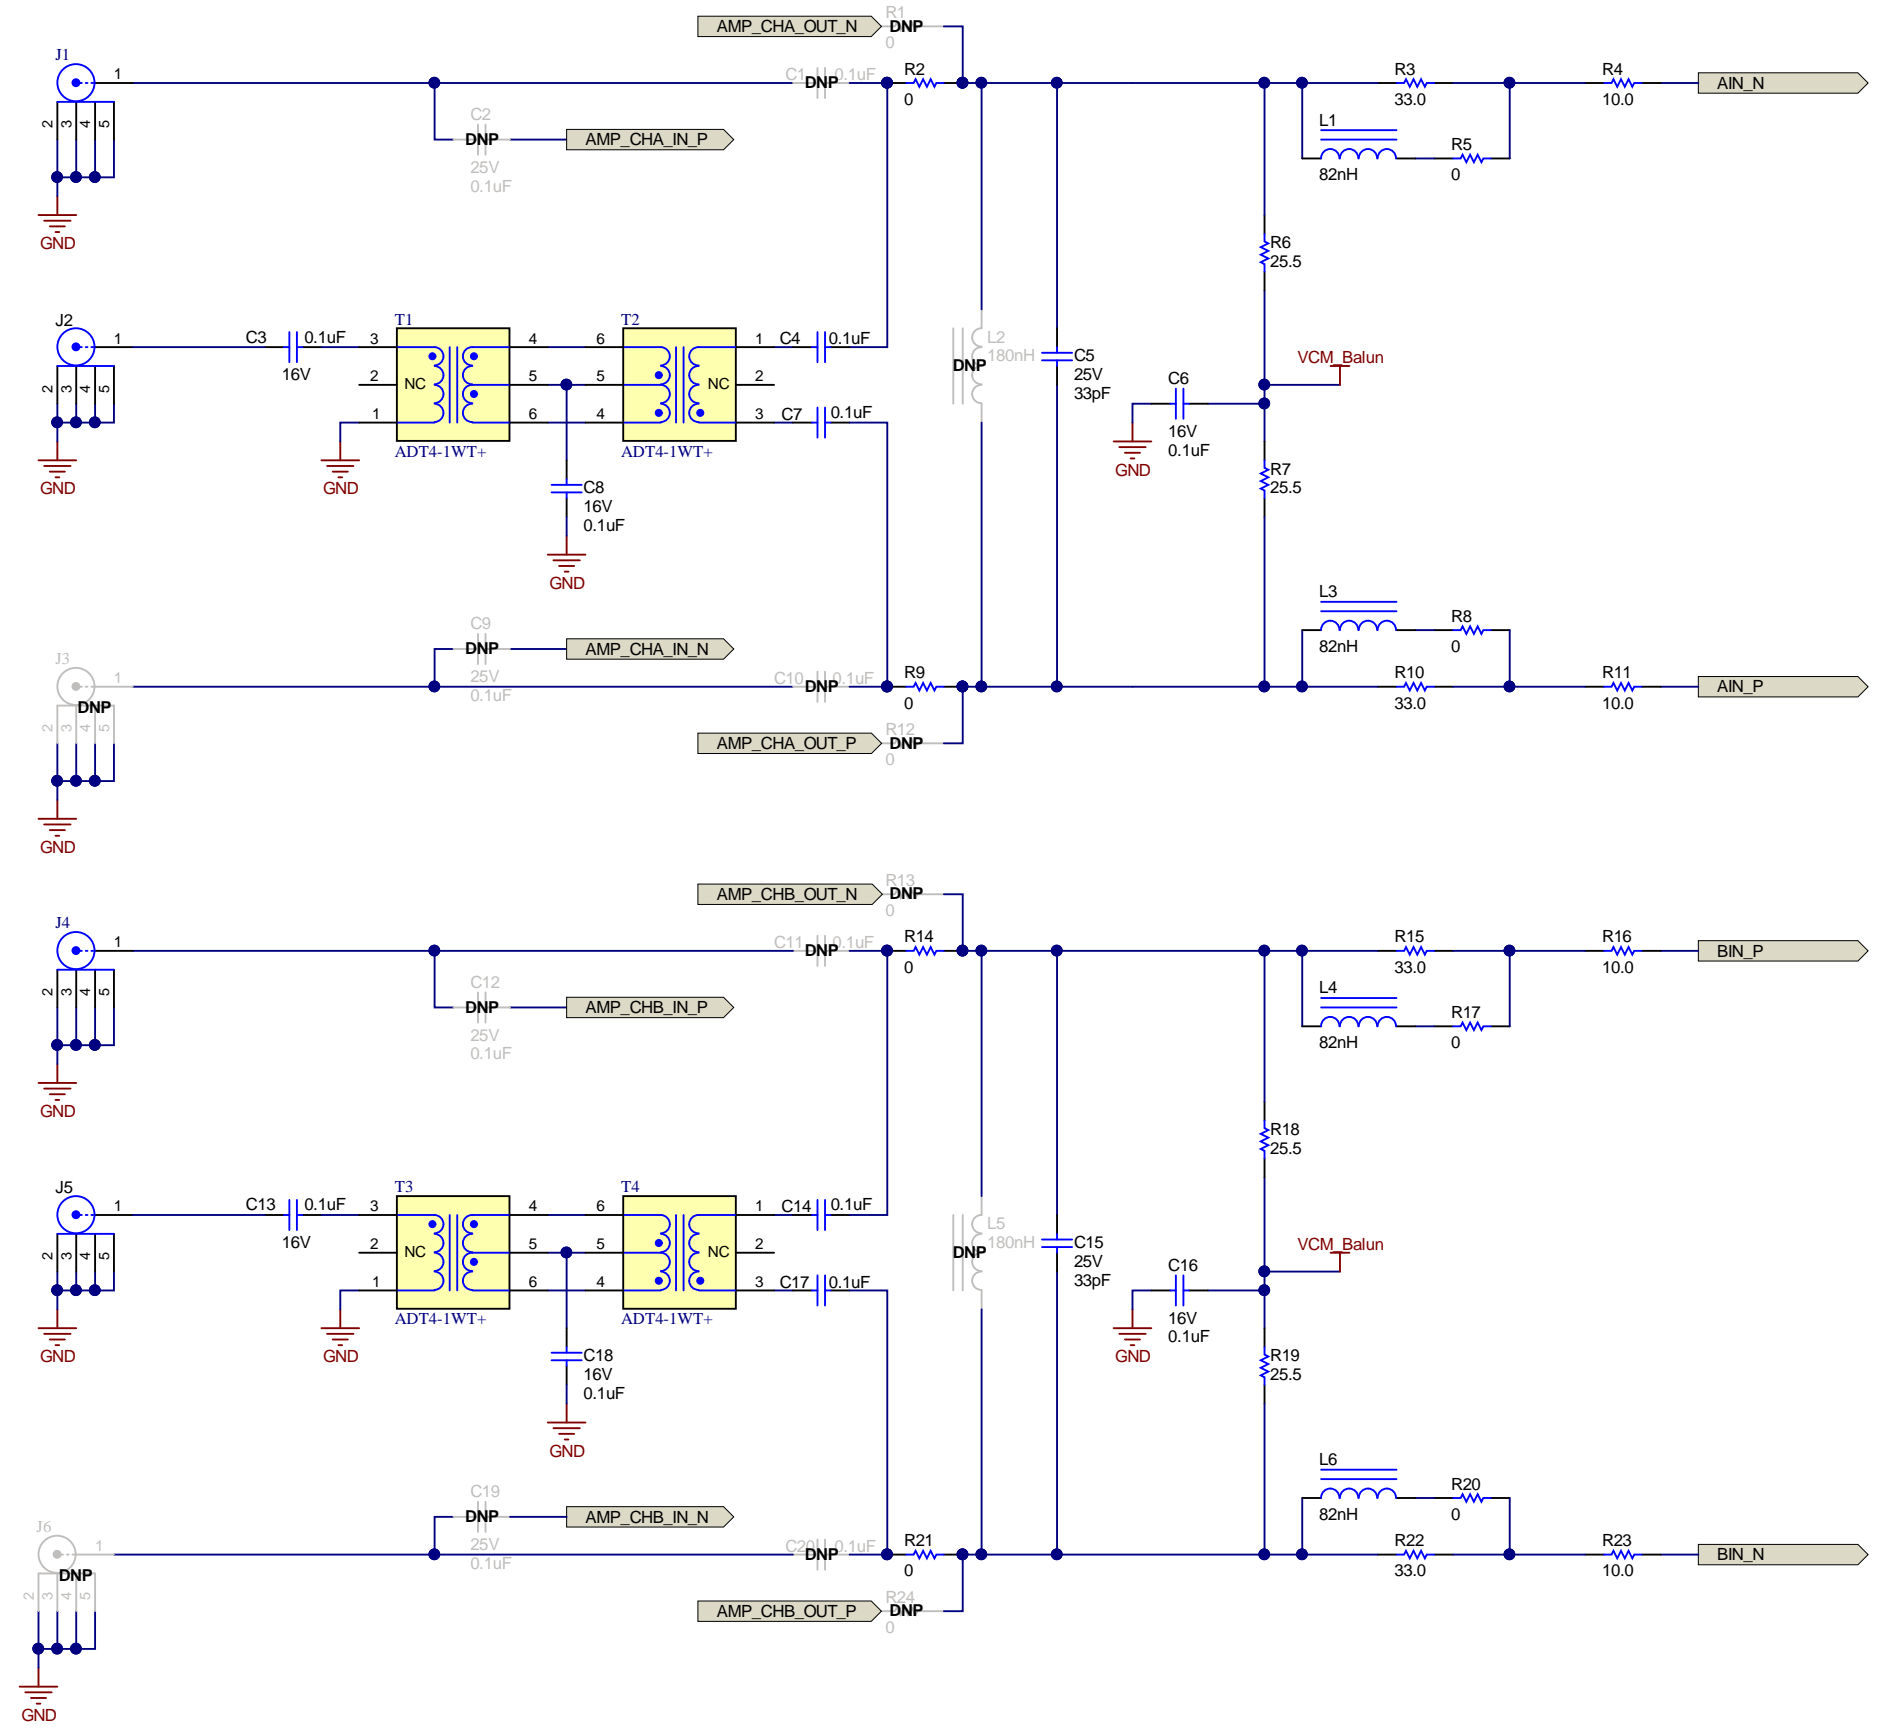 AMP_CHA_OUT_N
R1
DNP
0
J1
1
2 3 4 5
GND
C1
DNP
0.1uF
R2
0
C2
DNP
25V
0.1uF
AMP_CHA_IN_P
R3
33.0
R4
10.0
AIN_N
L1
82nH
R5
0
R6
25.5
J2
1
2 3 4 5
GND
C3
0.1uF
16V
T1
3
2
1
NC
4
5
6
ADT4-1WT+
GND
T2
6
5
4
NC
1
2
3
ADT4-1WT+
C4
0.1uF
C7
0.1uF
C8
16V
0.1uF
GND
L2
180nH
DNP
C5
25V
33pF
C6
16V
0.1uF
GND
VCM_Balun
R7
25.5
J3
1
DNP
2 3 4 5
GND
C9
DNP
25V
0.1uF
AMP_CHA_IN_N
C10
DNP
0.1uF
R9
0
AMP_CHA_OUT_P
R12
DNP
0
L3
82nH
R8
0
R10
33.0
R11
10.0
AIN_P
AMP_CHB_OUT_N
R13
DNP
0
J4
1
2 3 4 5
GND
C11
DNP
0.1uF
R14
0
C12
DNP
25V
0.1uF
AMP_CHB_IN_P
R15
33.0
R16
10.0
BIN_P
L4
82nH
R17
0
R18
25.5
J5
1
2 3 4 5
GND
C13
0.1uF
16V
T3
3
2
1
NC
4
5
6
ADT4-1WT+
GND
T4
6
5
4
NC
1
2
3
ADT4-1WT+
C14
0.1uF
C17
0.1uF
C18
16V
0.1uF
GND
L5
180nH
DNP
C15
25V
33pF
C16
16V
0.1uF
GND
VCM_Balun
R19
25.5
J6
1
DNP
2 3 4 5
GND
C19
DNP
25V
0.1uF
AMP_CHB_IN_N
C20
DNP
0.1uF
R21
0
AMP_CHB_OUT_P
R24
DNP
0
L6
82nH
R20
0
R22
33.0
R23
10.0
BIN_N